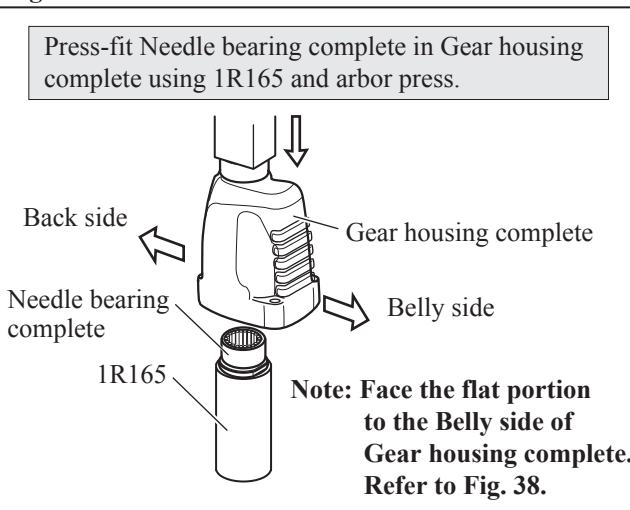 Press-fit Needle bearing complete in Gear housing
complete using 1R165 and arbor press.
Back side
Gear housing complete
Needle bearing
complete
Belly side
1R165
Note: Face the flat portion
to the Belly side of
Gear housing complete.
Refer to Fig. 38.